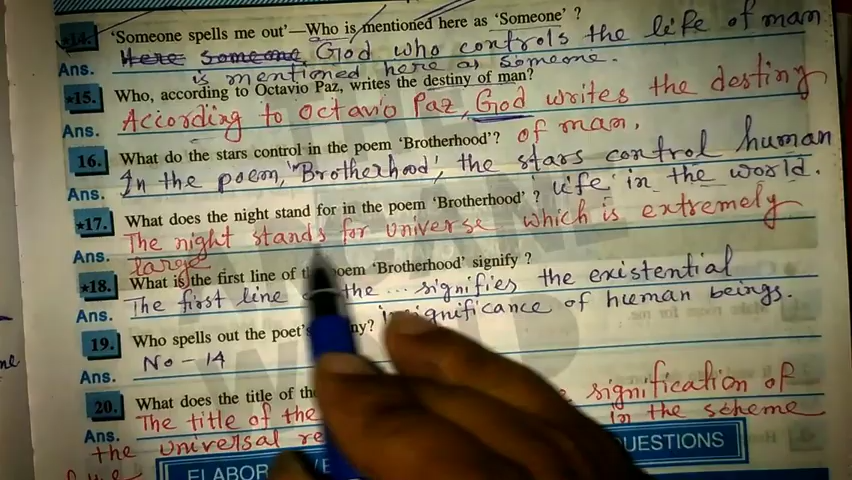 *14. 'Someone spells me out'—Who is mentioned here as 'Someone' ?
Ans. Here someone God who controls the life of man
is mentioned here as someone.
*15. Who, according to Octavio Paz, writes the destiny of man?
Ans. According to Octavio Paz, God writes the destiny
of man.
16. What do the stars control in the poem 'Brotherhood'?
Ans. In the poem, 'Brotherhood', the stars control human
life in the world.
*17. What does the night stand for in the poem 'Brotherhood' ?
Ans. The night stands for universe which is extremely
large
*18. What is the first line of poem 'Brotherhood' signify ?
Ans. The first line the ... signifies the existential
insignificance of human beings.
19. Who spells out the poet's
Ans. No - 14
20. What does the title of
Ans. The title of the signification of
the universal in the scheme
of the
QUESTIONS